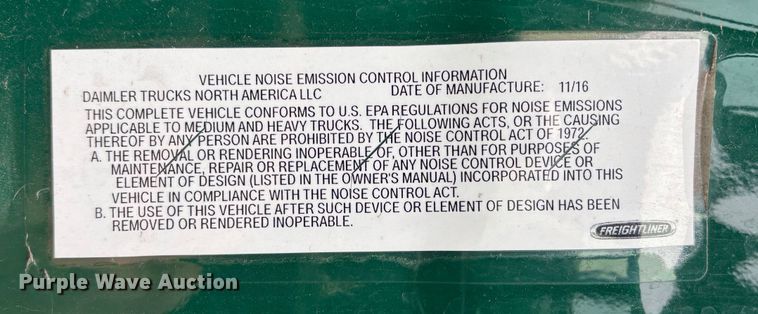 VEHICLE NOISE EMISSION CONTROL INFORMATION
DAIMLER TRUCKS NORTH AMERICA LLC DATE OF MANUFACTURE: 11/16
THIS COMPLETE VEHICLE CONFORMS TO U.S. EPA REGULATIONS FOR NOISE EMISSIONS
APPLICABLE TO MEDIUM AND HEAVY TRUCKS. THE FOLLOWING ACTS, OR THE CAUSING
THEREOF BY ANY PERSON ARE PROHIBITED BY THE NOISE CONTROL ACT OF 1972.
A. THE REMOVAL OR RENDERING INOPERABLE OF, OTHER THAN FOR PURPOSES OF
MAINTENANCE, REPAIR OR REPLACEMENT OF ANY NOISE CONTROL DEVICE OR
ELEMENT OF DESIGN (LISTED IN THE OWNER'S MANUAL) INCORPORATED INTO THIS
VEHICLE IN COMPLIANCE WITH THE NOISE CONTROL ACT.
B. THE USE OF THIS VEHICLE AFTER SUCH DEVICE OR ELEMENT OF DESIGN HAS BEEN
REMOVED OR RENDERED INOPERABLE.
FREIGHTLINER
Purple Wave Auction